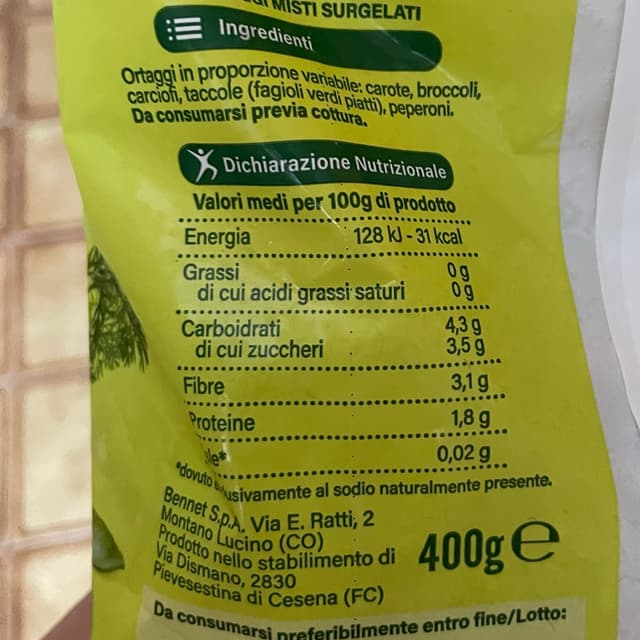 MISTI SURGELATI
Ingredienti
Ortaggi in proporzione variabile: carote, broccoli,
carciofi, taccole (fagioli verdi piatti), peperoni.
Da consumarsi previa cottura.
Dichiarazione Nutrizionale
Valori medi per 100g di prodotto
Energia 128 kJ - 31 kcal
Grassi 0 g
di cui acidi grassi saturi 0 g
Carboidrati 4,3 g
di cui zuccheri 3,5 g
Fibre 3,1 g
Proteine 1,8 g
0,02 g
*dovuto esclusivamente al sodio naturalmente presente.
Bennet S.p.A. Via E. Ratti, 2
Montano Lucino (CO)
Prodotto nello stabilimento di
Via Dismano, 2830
Pievesestina di Cesena (FC)
400g e
Da consumarsi preferibilmente entro fine/Lotto: